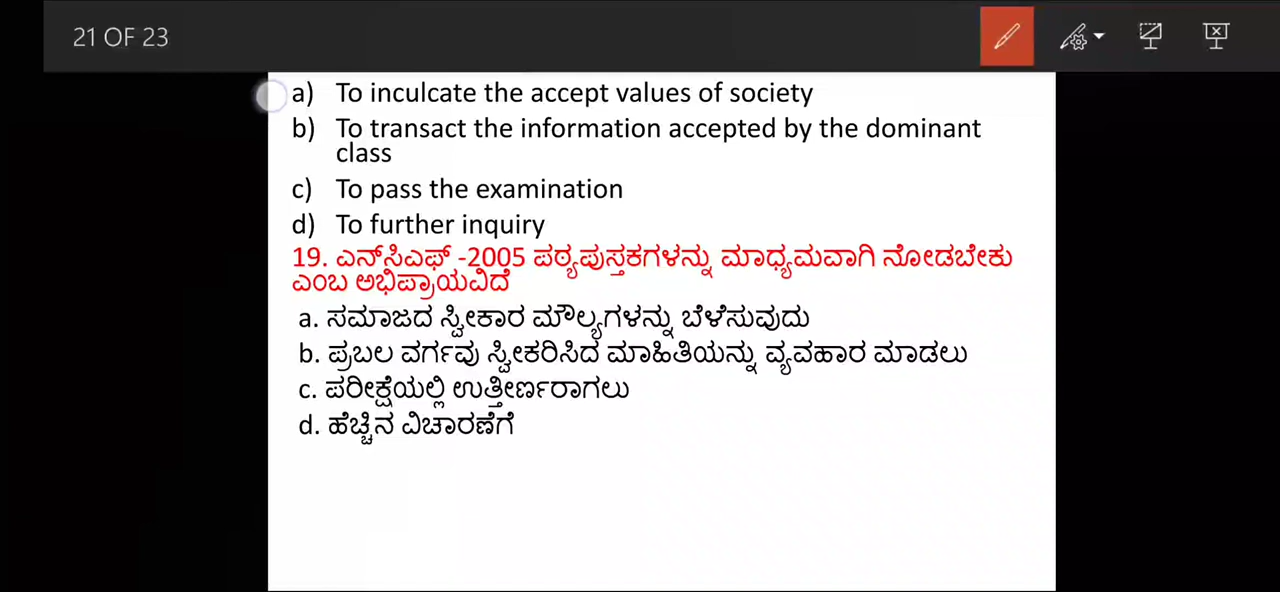 21 OF 23
a) To inculcate the accept values of society
b) To transact the information accepted by the dominant
class
c) To pass the examination
d) To further inquiry
19. ಎನ್‌ಸಿಎಫ್ -2005 ಪಠ್ಯಪುಸ್ತಕಗಳನ್ನು ಮಾಧ್ಯಮವಾಗಿ ನೋಡಬೇಕು
ಎಂಬ ಅಭಿಪ್ರಾಯವಿದೆ
a. ಸಮಾಜದ ಸ್ವೀಕಾರ ಮೌಲ್ಯಗಳನ್ನು ಬೆಳೆಸುವುದು
b. ಪ್ರಬಲ ವರ್ಗವು ಸ್ವೀಕರಿಸಿದ ಮಾಹಿತಿಯನ್ನು ವ್ಯವಹಾರ ಮಾಡಲು
c. ಪರೀಕ್ಷೆಯಲ್ಲಿ ಉತ್ತೀರ್ಣರಾಗಲು
d. ಹೆಚ್ಚಿನ ವಿಚಾರಣೆಗೆ